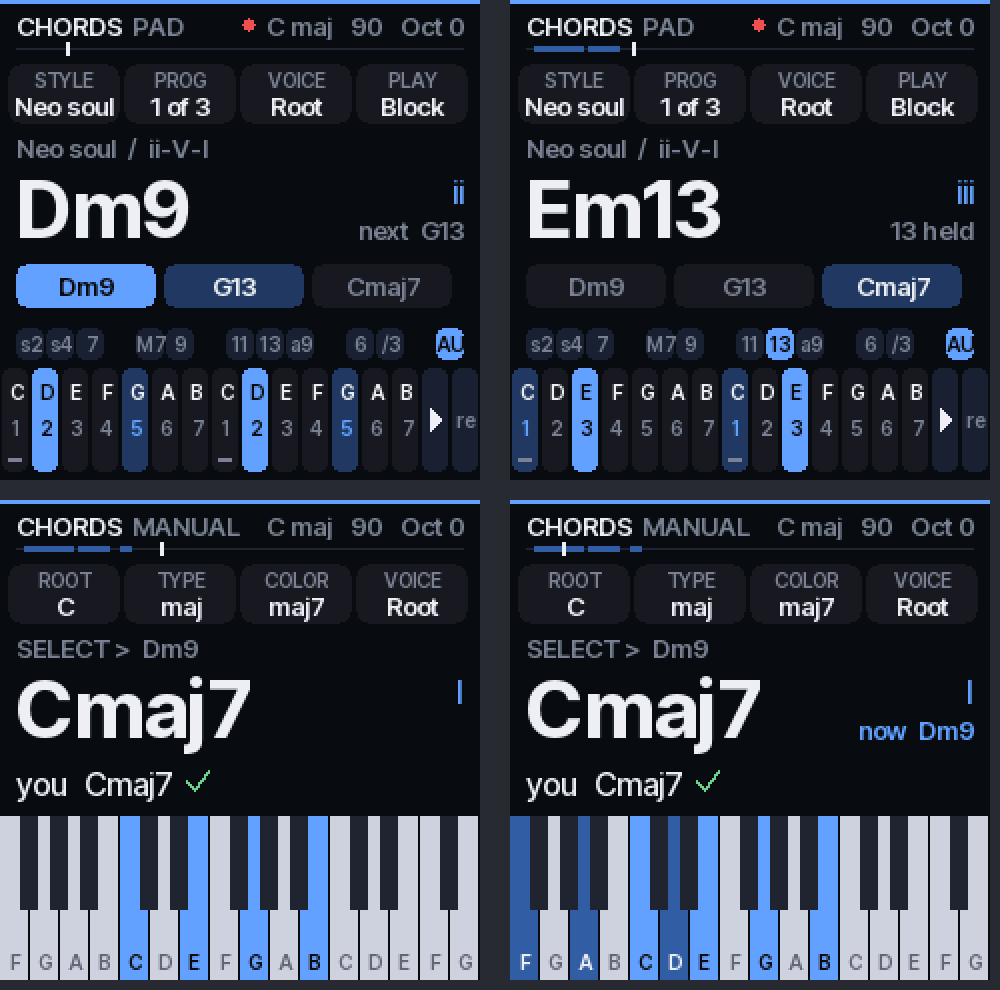 CHORDS PAD C maj 90 Oct 0
STYLE PROG VOICE PLAY
Neo soul 1 of 3 Root Block
Neo soul / ii-V-I
Dm9 ii
next G13
Dm9 G13 Cmaj7
s2 s4 7 M7 9 11 13 a9 6 /3 AU
C D E F G A B C D E F G A B
1 2 3 4 5 6 7 1 2 3 4 5 6 7 re
CHORDS PAD C maj 90 Oct 0
STYLE PROG VOICE PLAY
Neo soul 1 of 3 Root Block
Neo soul / ii-V-I
Em13 iii
13 held
Dm9 G13 Cmaj7
s2 s4 7 M7 9 11 13 a9 6 /3 AU
C D E F G A B C D E F G A B
1 2 3 4 5 6 7 1 2 3 4 5 6 7 re
CHORDS MANUAL C maj 90 Oct 0
ROOT TYPE COLOR VOICE
C maj maj7 Root
SELECT > Dm9
Cmaj7 I
you Cmaj7 ✓
F G A B C D E F G A B C D E F G
CHORDS MANUAL C maj 90 Oct 0
ROOT TYPE COLOR VOICE
C maj maj7 Root
SELECT > Dm9
Cmaj7 I
now Dm9
you Cmaj7 ✓
F G A B C D E F G A B C D E F G